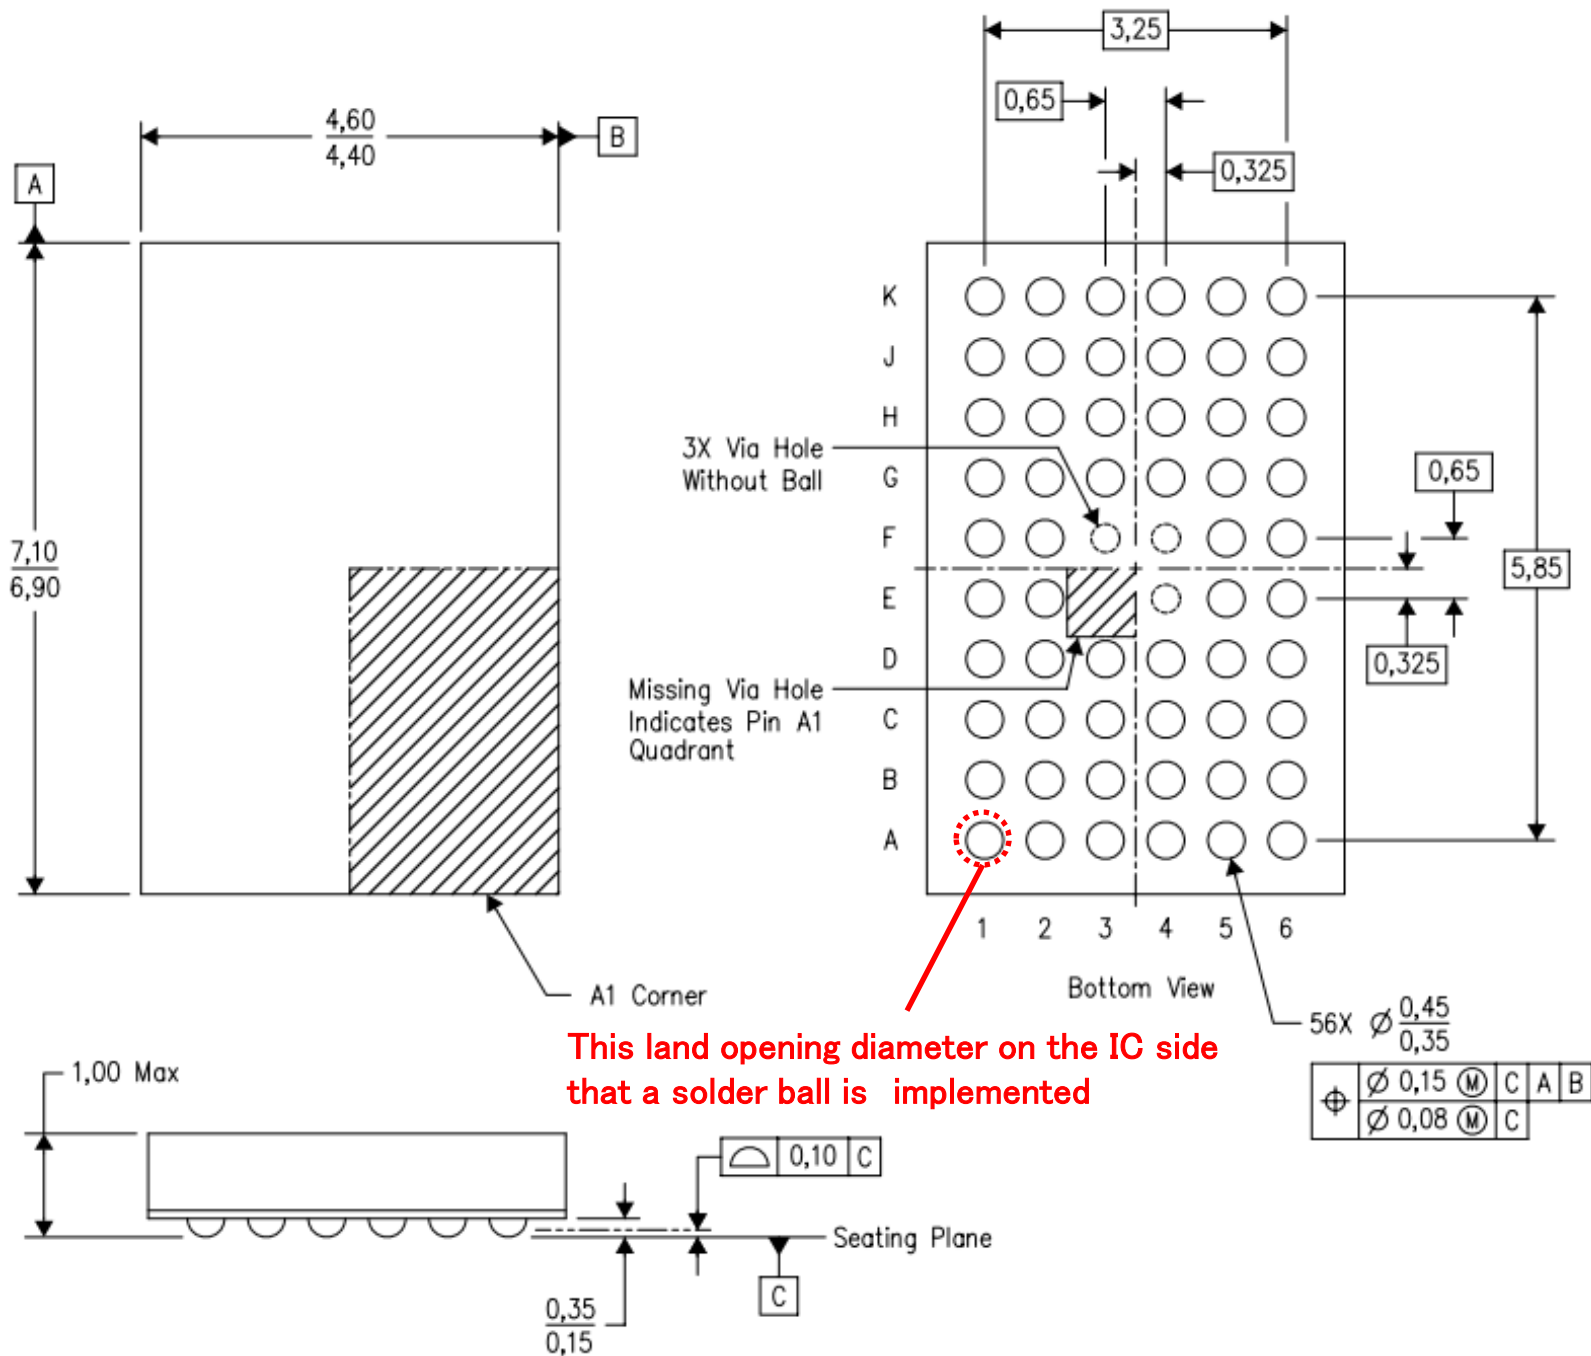 3,25
0,65
0,325
4,60
4,40
B
A
7,10
6,90
K
J
H
G
F
E
D
C
B
A
3X Via Hole
Without Ball
Missing Via Hole
Indicates Pin A1
Quadrant
0,65
5,85
0,325
1 2 3 4 5 6
Bottom View
A1 Corner
56X Ø 0,45
0,35
⌖ Ø 0,15 Ⓜ C A B
Ø 0,08 Ⓜ C
This land opening diameter on the IC side
that a solder ball is implemented
1,00 Max
⌓ 0,10 C
Seating Plane
C
0,35
0,15